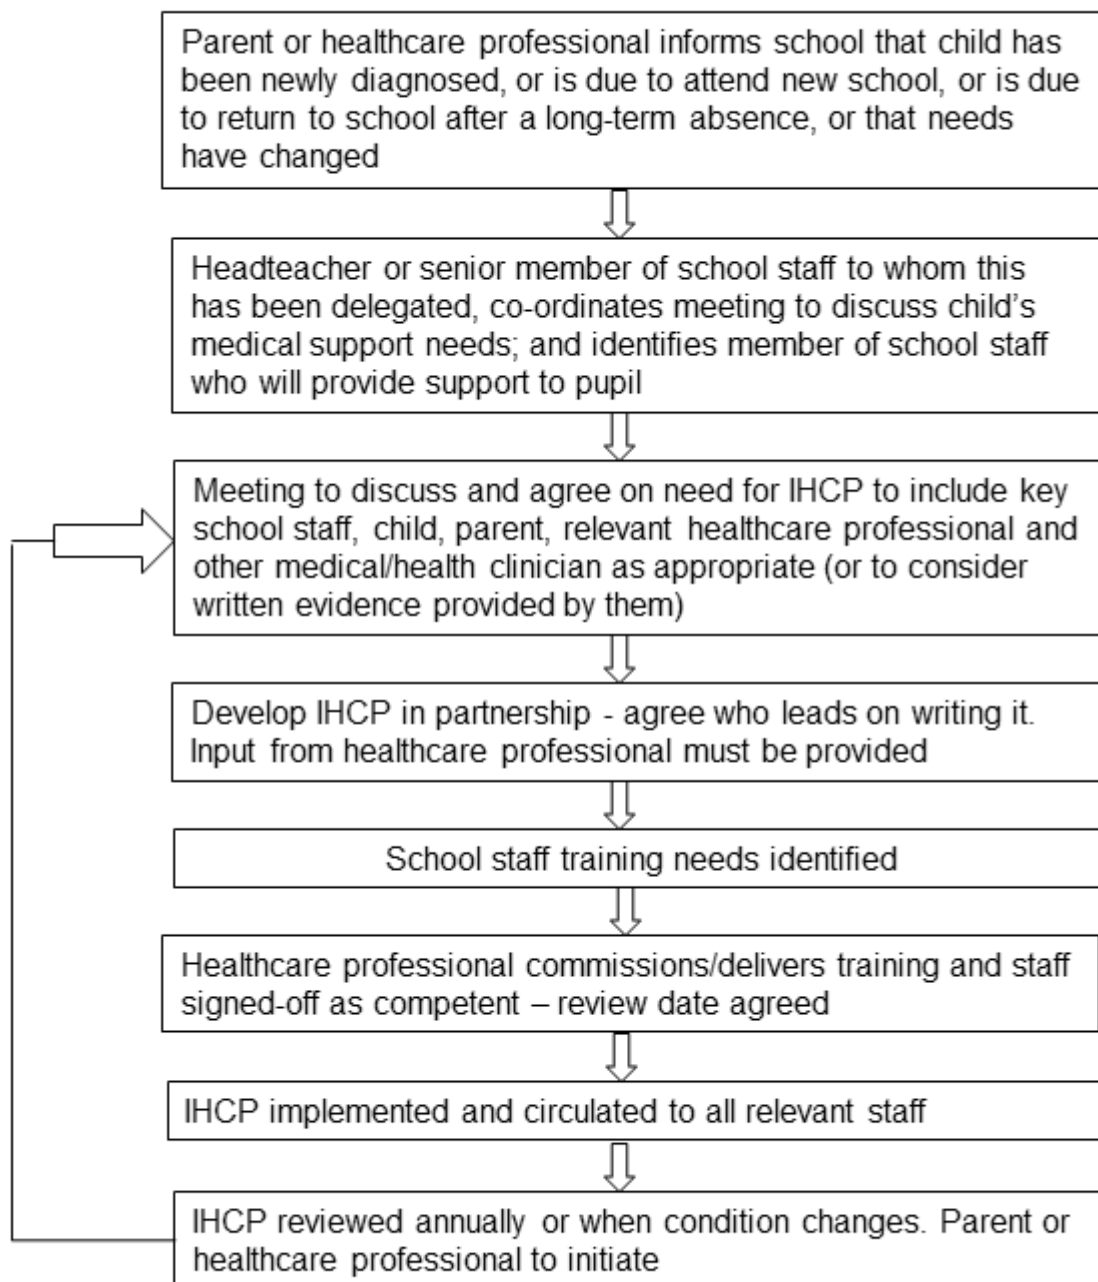 Parent or healthcare professional informs school that child has
been newly diagnosed, or is due to attend new school, or is due
to return to school after a long-term absence, or that needs
have changed
Headteacher or senior member of school staff to whom this
has been delegated, co-ordinates meeting to discuss child's
medical support needs; and identifies member of school staff
who will provide support to pupil
Meeting to discuss and agree on need for IHCP to include key
school staff, child, parent, relevant healthcare professional and
other medical/health clinician as appropriate (or to consider
written evidence provided by them)
Develop IHCP in partnership - agree who leads on writing it.
Input from healthcare professional must be provided
School staff training needs identified
Healthcare professional commissions/delivers training and staff
signed-off as competent – review date agreed
IHCP implemented and circulated to all relevant staff
IHCP reviewed annually or when condition changes. Parent or
healthcare professional to initiate